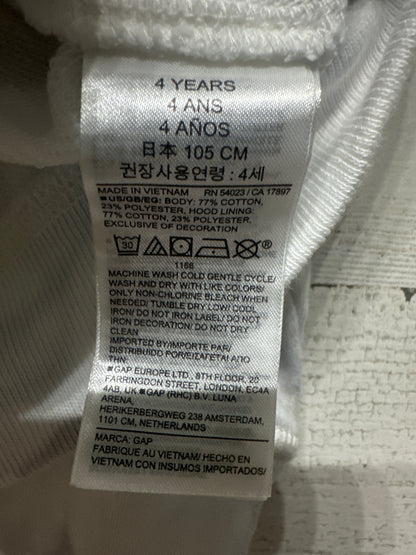 4 YEARS
4 ANS
4 AÑOS
日本 105 CM
권장사용연령 : 4세
MADE IN VIETNAM RN 54023 / CA 17897
■US/GB/EG: BODY: 77% COTTON,
23% POLYESTER, HOOD LINING:
77% COTTON, 23% POLYESTER.
EXCLUSIVE OF DECORATION
30
1166
MACHINE WASH COLD GENTLE CYCLE/
WASH AND DRY WITH LIKE COLORS/
ONLY NON-CHLORINE BLEACH WHEN
NEEDED/ TUMBLE DRY LOW/ COOL
IRON/ DO NOT IRON LABEL/ DO NOT
IRON DECORATION/ DO NOT DRY
CLEAN
IMPORTED BY/IMPORTE PAR/
DISTRIBUIDO POR/ΕΙΣΑΓΕΤΑΙ ΑΠΟ
ΤΗΝ:
■GAP EUROPE LTD., 8TH FLOOR, 20
FARRINGDON STREET, LONDON, EC4A
4AB, UK ■GAP (RHC) B.V. LUNA
ARENA,
HERIKERBERGWEG 238 AMSTERDAM,
1101 CM, NETHERLANDS
MARCA: GAP
FABRIQUE AU VIETNAM/ HECHO EN
VIETNAM CON INSUMOS IMPORTADOS/